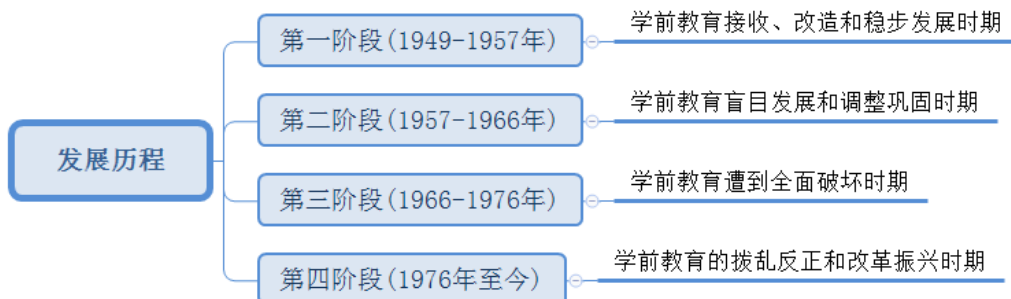 发展历程
第一阶段(1949-1957年)
学前教育接收、改造和稳步发展时期
第二阶段(1957-1966年)
学前教育盲目发展和调整巩固时期
第三阶段(1966-1976年)
学前教育遭到全面破坏时期
第四阶段(1976年至今)
学前教育的拨乱反正和改革振兴时期